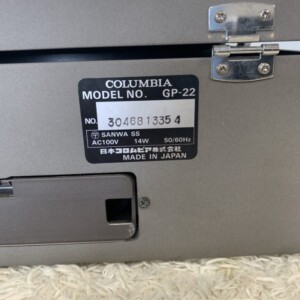 COLUMBIA
MODEL NO. GP-22
NO. 3046813354
〒 SANWA SS
AC100V 14W 50/60Hz
日本コロムビア株式会社
MADE IN JAPAN